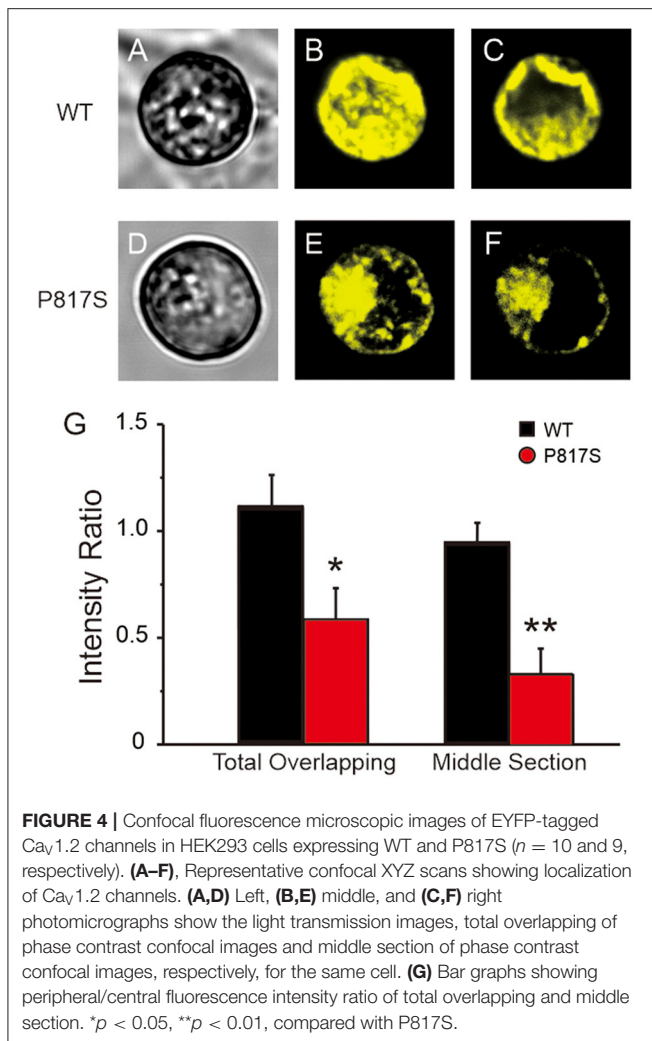 A
B
C
WT
D
E
F
P817S
G
1.5
WT
P817S
1.0
*
Intensity Ratio
0.5
**
0
Total Overlapping
Middle Section
FIGURE 4 | Confocal fluorescence microscopic images of EYFP-tagged
CaV1.2 channels in HEK293 cells expressing WT and P817S (n = 10 and 9,
respectively). (A–F), Representative confocal XYZ scans showing localization
of CaV1.2 channels. (A,D) Left, (B,E) middle, and (C,F) right
photomicrographs show the light transmission images, total overlapping of
phase contrast confocal images and middle section of phase contrast
confocal images, respectively, for the same cell. (G) Bar graphs showing
peripheral/central fluorescence intensity ratio of total overlapping and middle
section. *p < 0.05, **p < 0.01, compared with P817S.